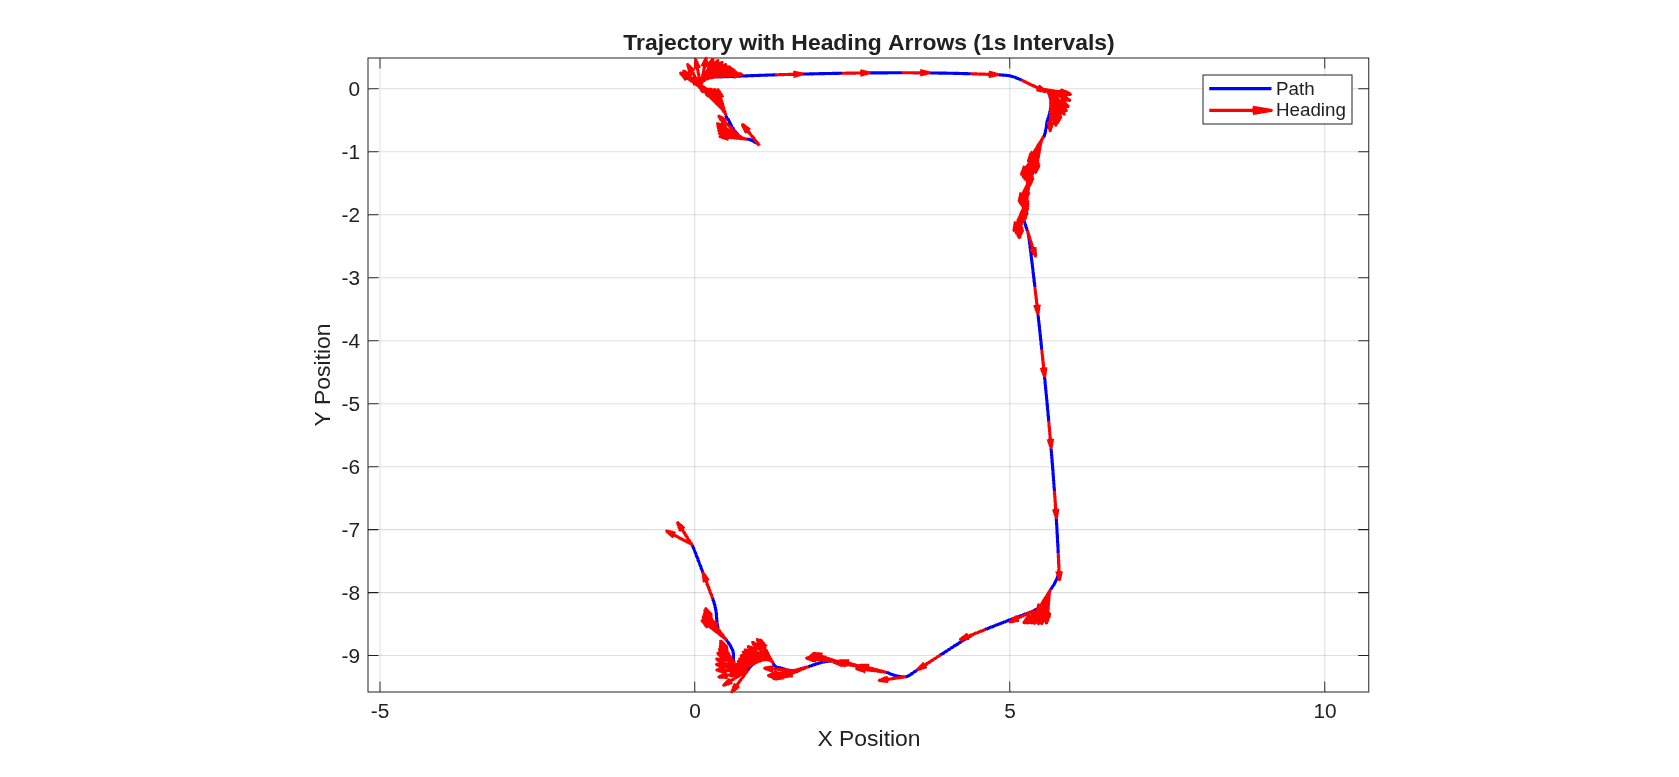 Trajectory with Heading Arrows (1s Intervals)
Path
Heading
0
-1
-2
-3
-4
-5
-6
-7
-8
-9
Y Position
-5
0
5
10
X Position